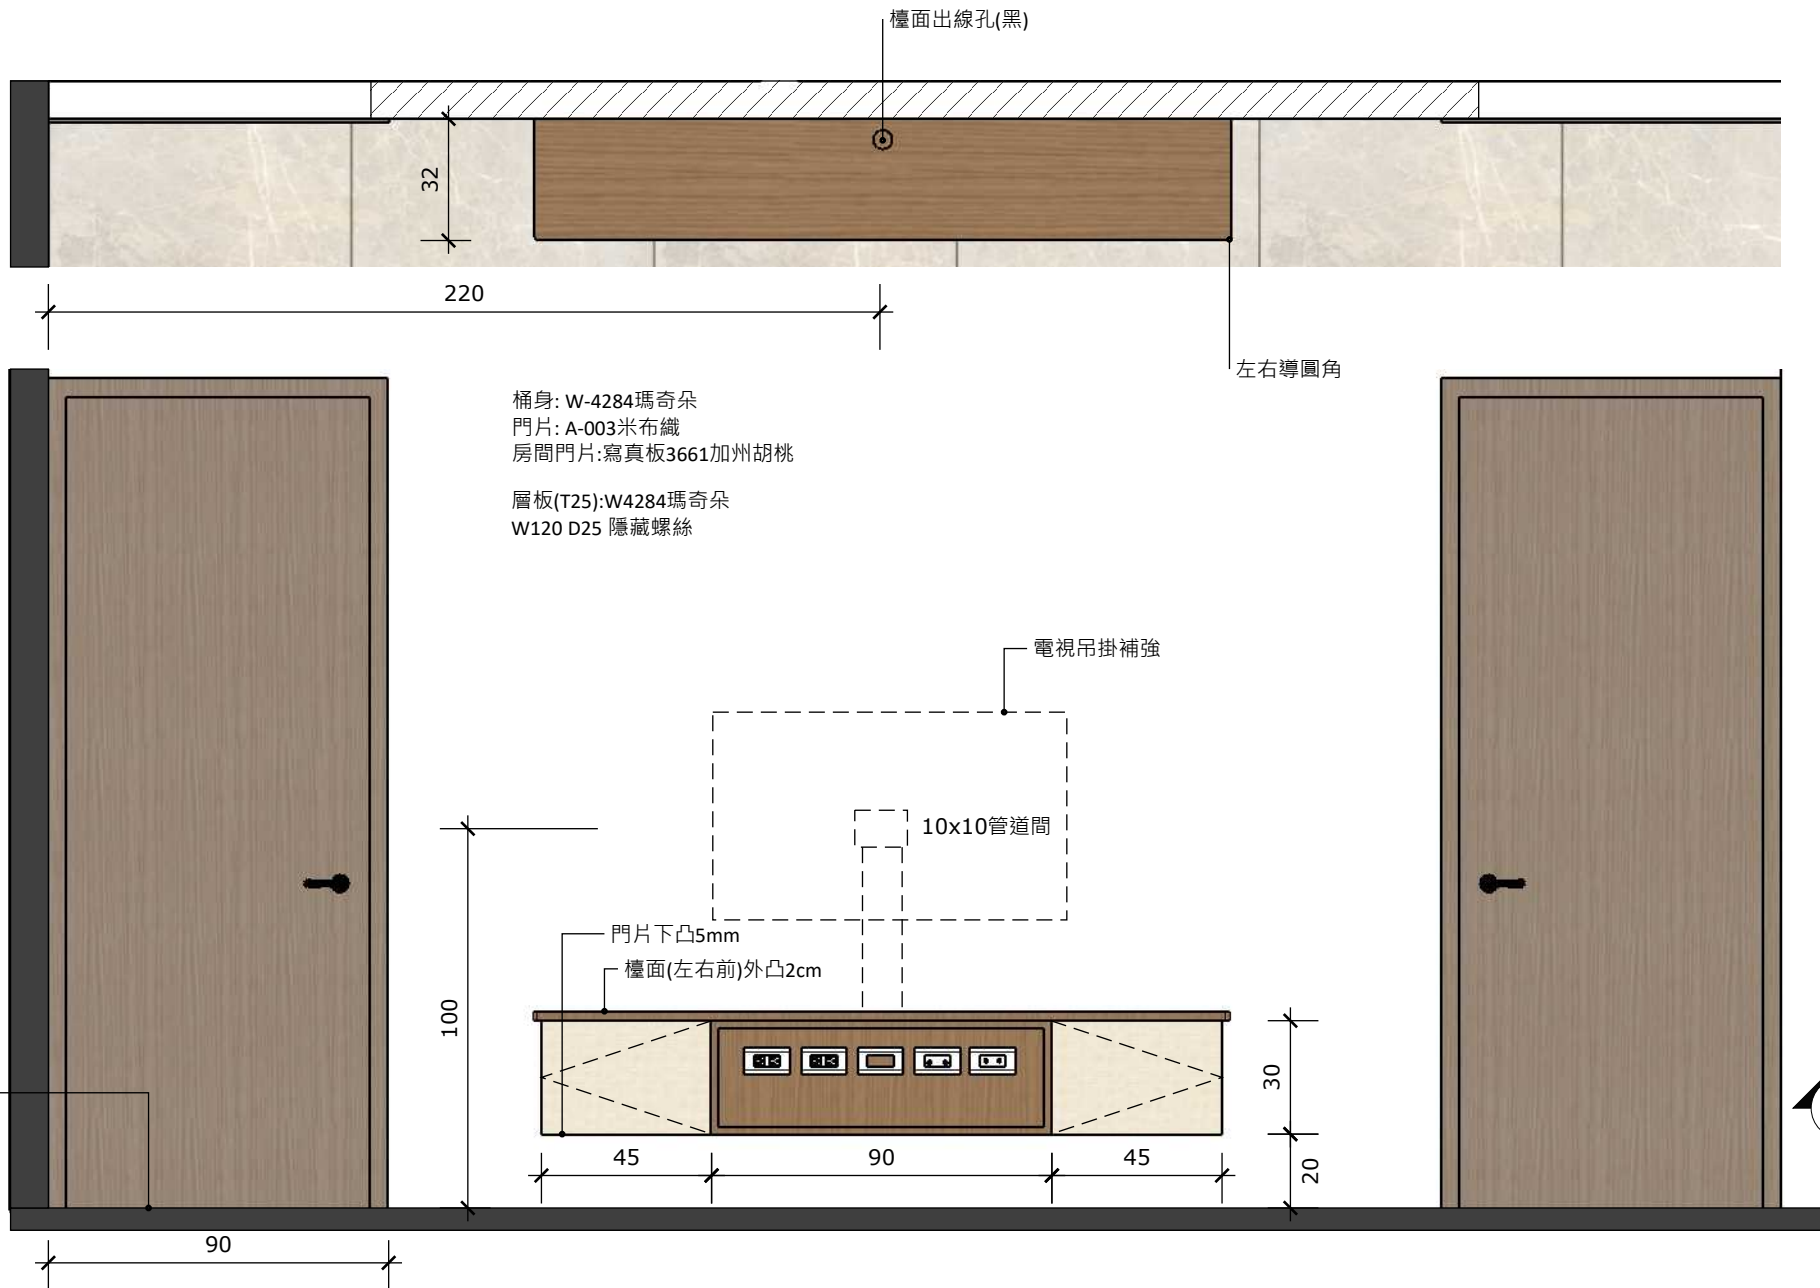 檯面出線孔(黑)
32
220
左右導圓角
桶身: W-4284瑪奇朵
門片: A-003米布織
房間門片:寫真板3661加州胡桃
層板(T25):W4284瑪奇朵
W120 D25 隱藏螺絲
電視吊掛補強
10x10管道間
門片下凸5mm
檯面(左右前)外凸2cm
100
30
45
90
45
20
90